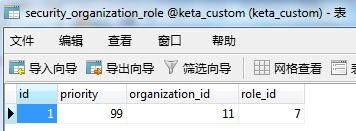 security_organization_role @keta_custom (keta_custom) - 表
文件 编辑 查看 窗口 帮助
导入向导 导出向导 筛选向导 网格查看
id priority organization_id role_id
1 99 11 7